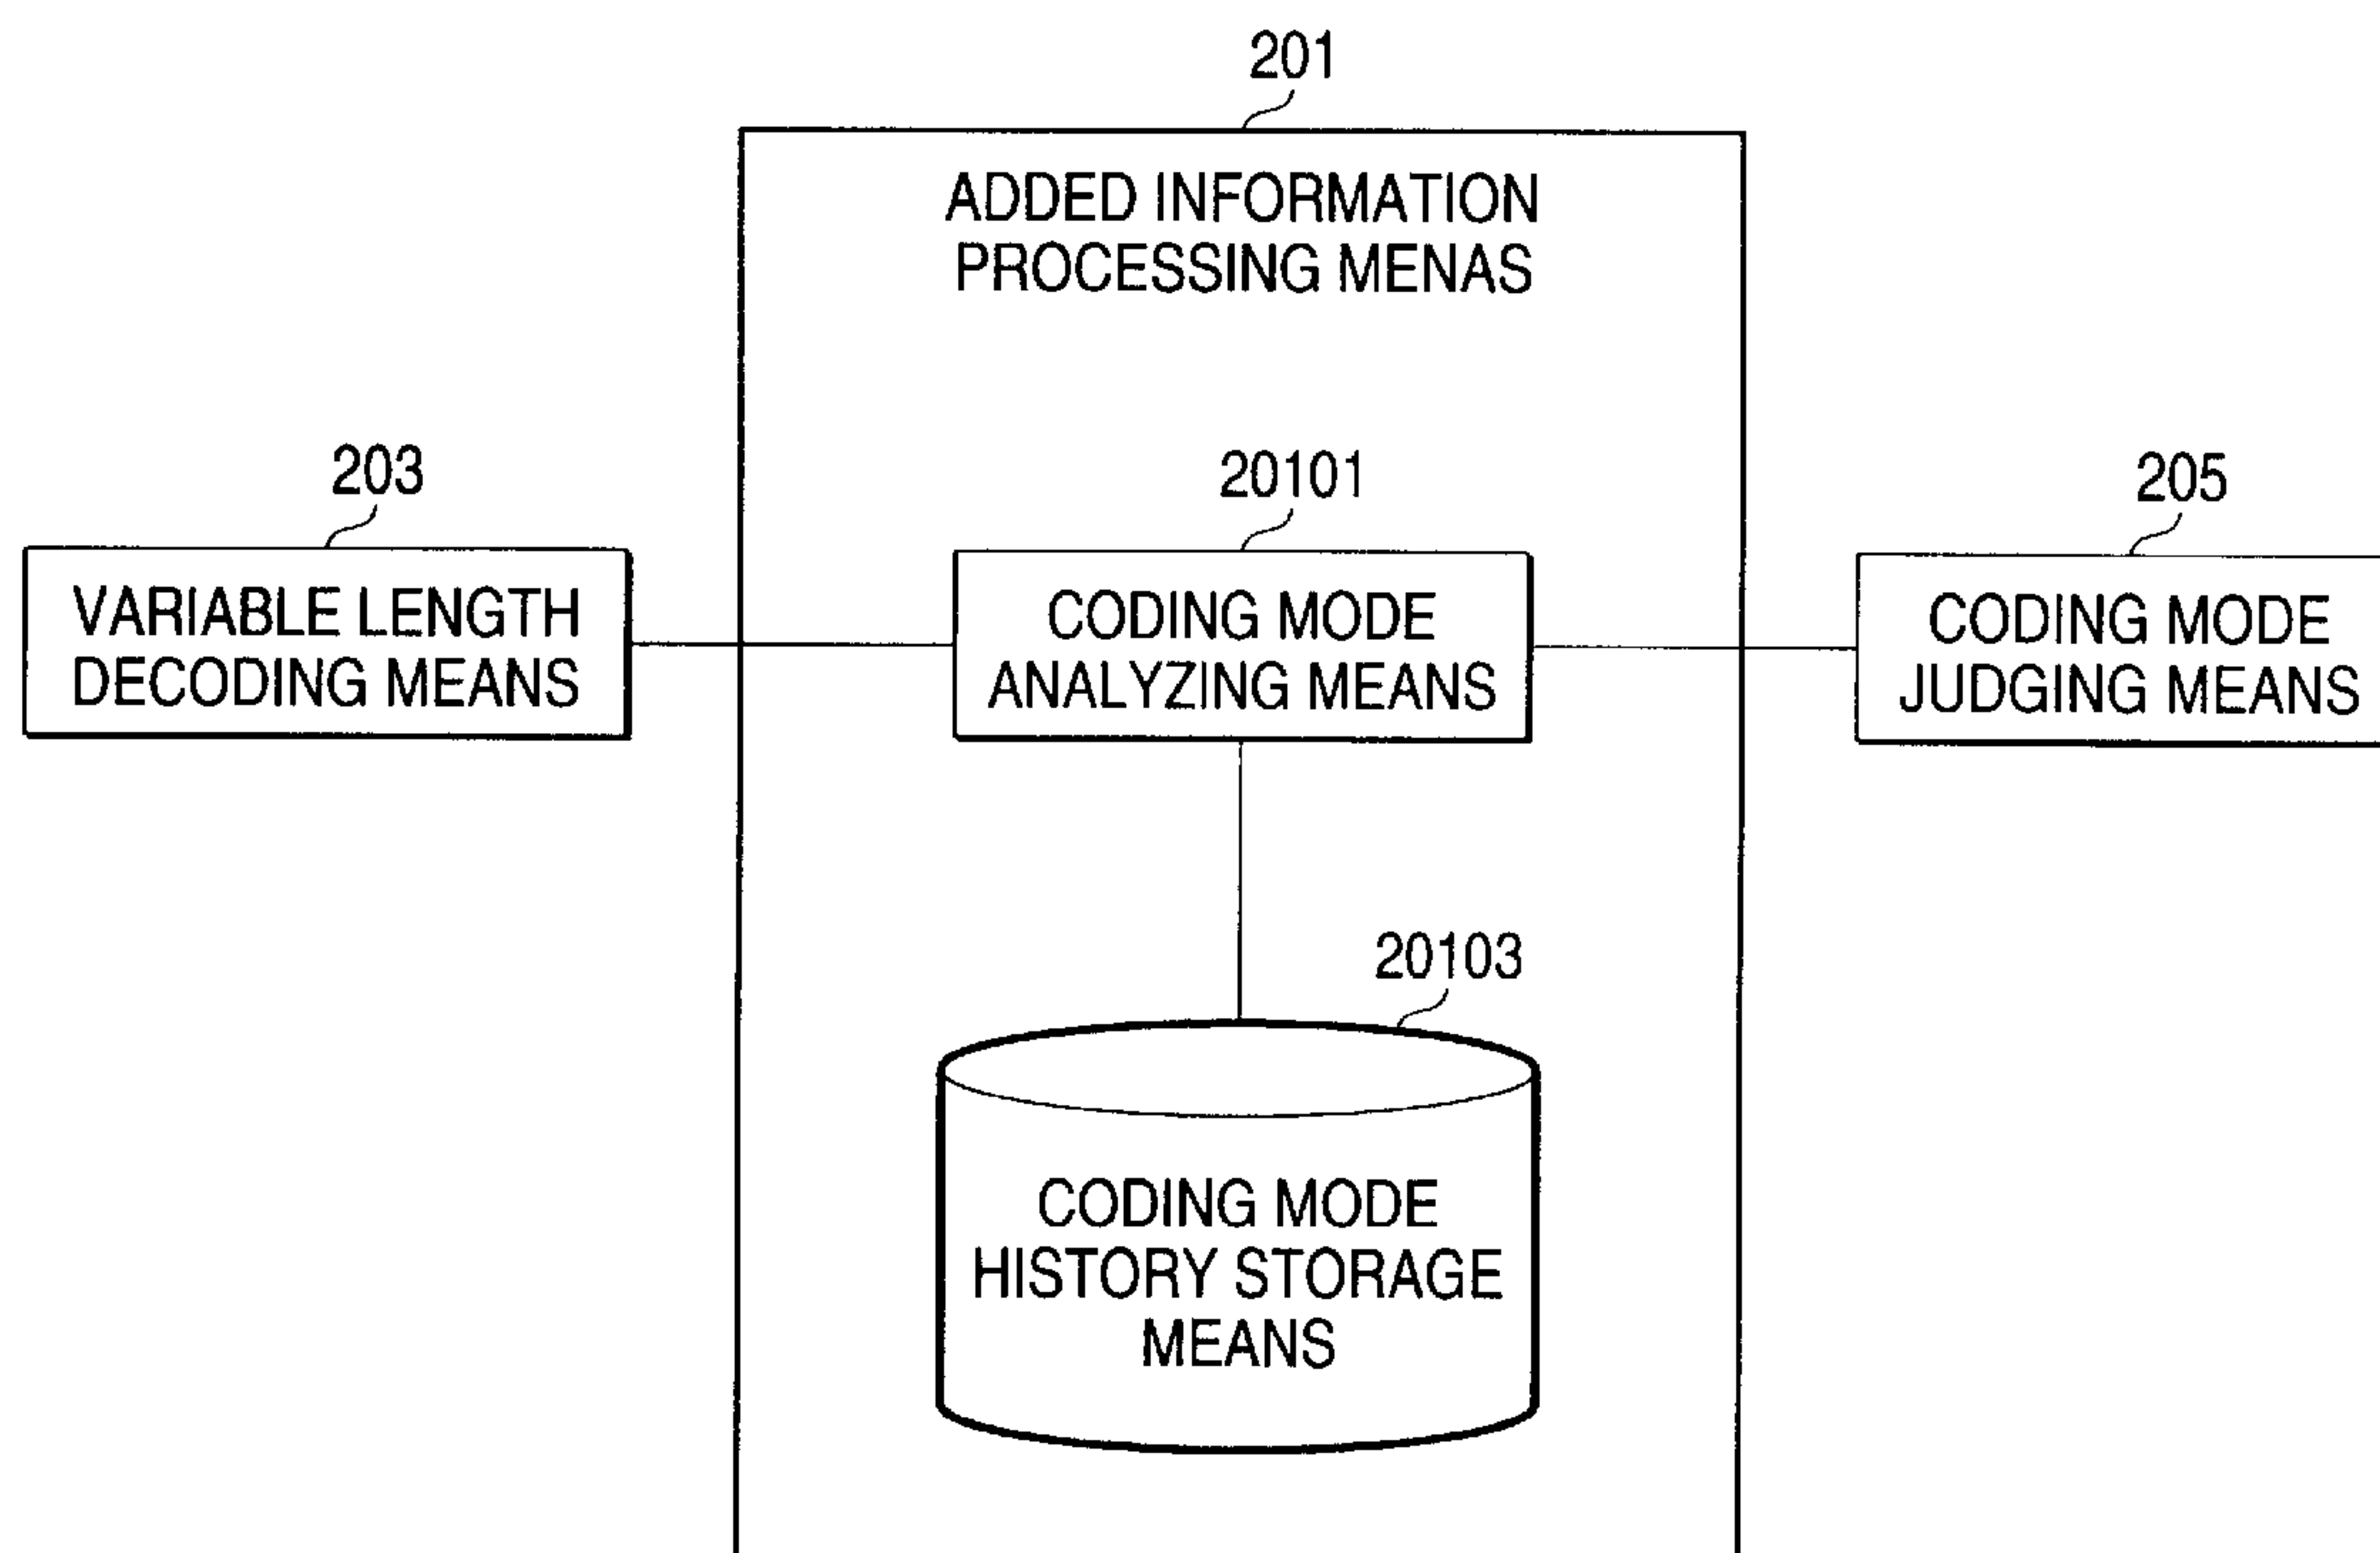 201
ADDED INFORMATION
PROCESSING MENAS
203
VARIABLE LENGTH
DECODING MEANS
20101
CODING MODE
ANALYZING MEANS
205
CODING MODE
JUDGING MEANS
20103
CODING MODE
HISTORY STORAGE
MEANS